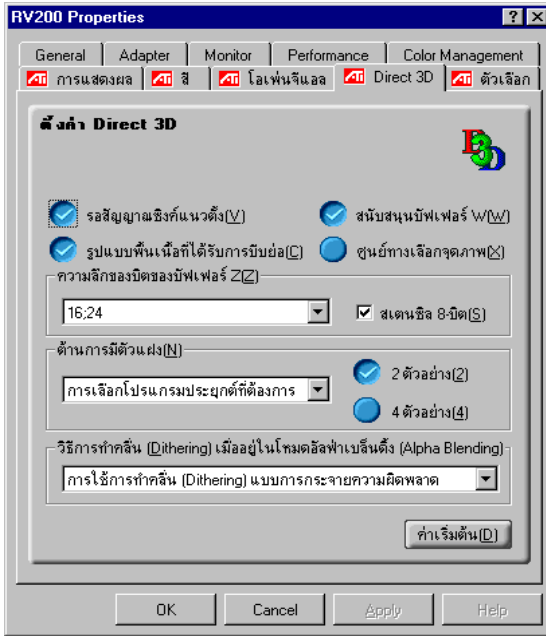 RV200 Properties
General Adapter Monitor Performance Color Management
ATI การแสดงผล ATI สี ATI โอเพ่นจีแอล ATI Direct 3D ATI ตัวเลือก
ตั้งค่า Direct 3D
D3D
รอสัญญาณซิงค์แนวตั้ง(V) สนับสนุนบัฟเฟอร์ W(W)
รูปแบบพื้นเนื้อที่ได้รับการบีบย่อ(C) ศูนย์ทางเลือกจุดภาพ(X)
ความลึกของบิตของบัฟเฟอร์ Z(Z)
16;24 สเตนซิล 8-บิต(S)
ต้านการมีตัวแฝง(N)
การเลือกโปรแกรมประยุกต์ที่ต้องการ 2 ตัวอย่าง(2)
4 ตัวอย่าง(4)
วิธีการทำคลื่น (Dithering) เมื่ออยู่ในโหมดอัลฟ่าเบล็นดิ้ง (Alpha Blending)
การใช้การทำคลื่น (Dithering) แบบการกระจายความผิดพลาด
ค่าเริ่มต้น(D)
OK Cancel Apply Help